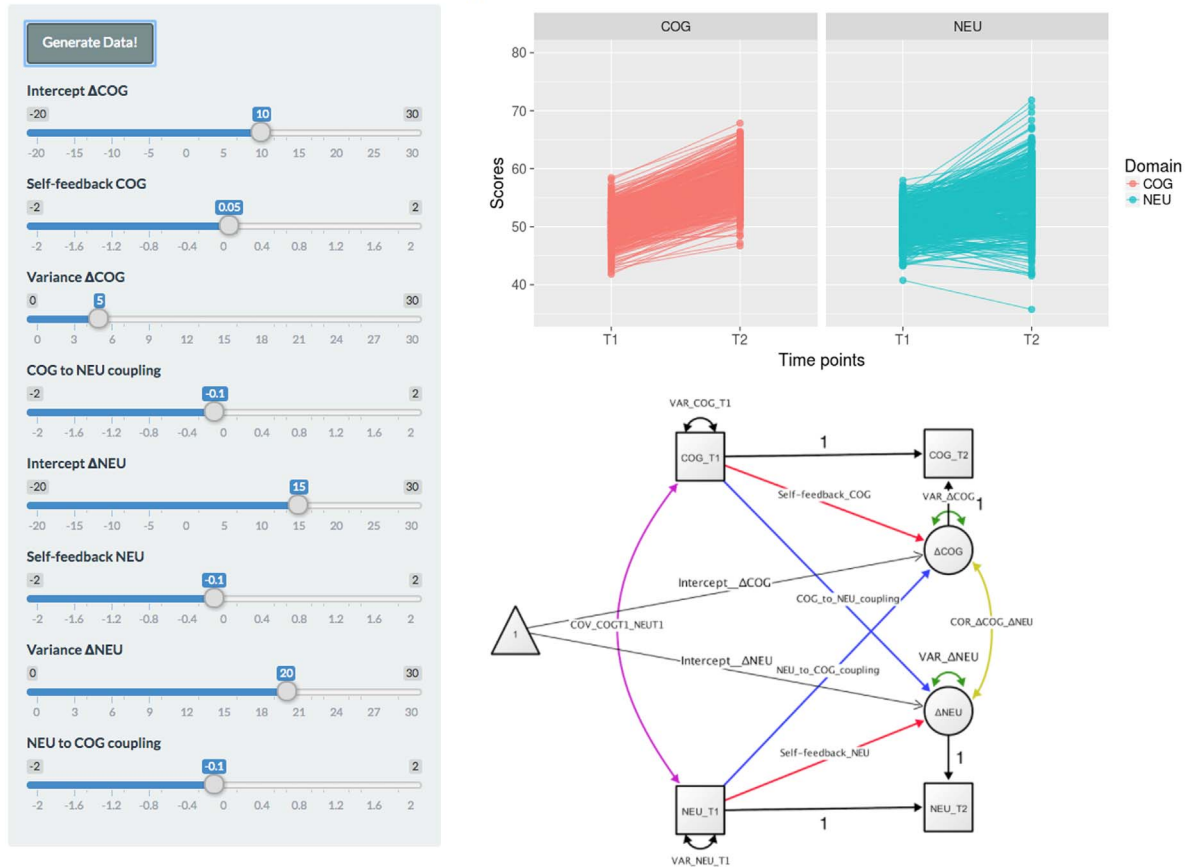 Generate Data!
Intercept ΔCOG
-20 10 30
-20 -15 -10 -5 0 5 10 15 20 25 30
Self-feedback COG
-2 0.05 2
-2 -1.6 -1.2 -0.8 -0.4 0 0.4 0.8 1.2 1.6 2
Variance ΔCOG
0 5 30
0 3 6 9 12 15 18 21 24 27 30
COG to NEU coupling
-2 -0.1 2
-2 -1.6 -1.2 -0.8 -0.4 0 0.4 0.8 1.2 1.6 2
Intercept ΔNEU
-20 15 30
-20 -15 -10 -5 0 5 10 15 20 25 30
Self-feedback NEU
-2 -0.1 2
-2 -1.6 -1.2 -0.8 -0.4 0 0.4 0.8 1.2 1.6 2
Variance ΔNEU
0 20 30
0 3 6 9 12 15 18 21 24 27 30
NEU to COG coupling
-2 -0.1 2
-2 -1.6 -1.2 -0.8 -0.4 0 0.4 0.8 1.2 1.6 2
COG NEU
80
70
60
50
40
Scores
T1 T2 T1 T2
Time points
Domain
COG
NEU
VAR_COG_T1
COG_T1
1
COG_T2
Self-feedback_COG
VAR_ΔCOG
1
ΔCOG
Intercept__ΔCOG
COG_to_NEU_coupling
1
COV_COGT1_NEUT1
COR_ΔCOG_ΔNEU
Intercept__ΔNEU
NEU_to_COG_coupling
VAR_ΔNEU
ΔNEU
Self-feedback_NEU
1
NEU_T1
1
NEU_T2
VAR_NEU_T1